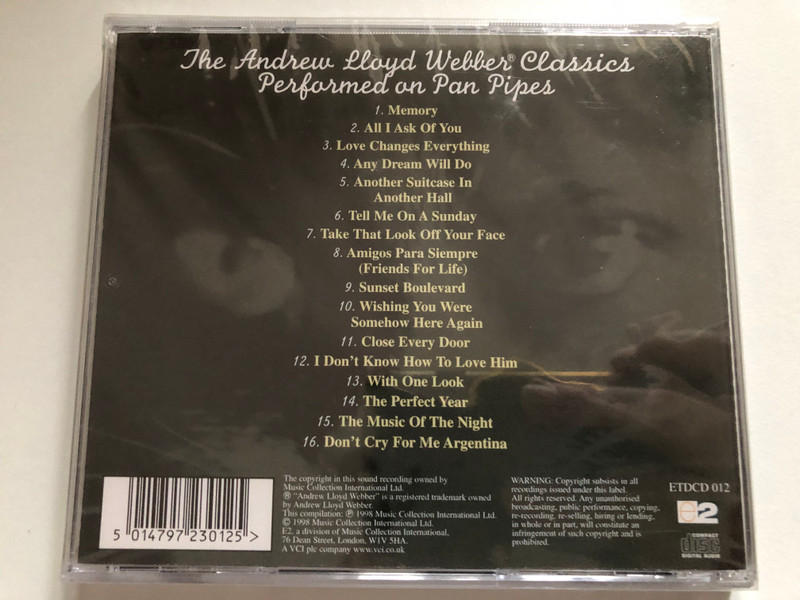 The Andrew Lloyd Webber® Classics
Performed on Pan Pipes
1. Memory
2. All I Ask Of You
3. Love Changes Everything
4. Any Dream Will Do
5. Another Suitcase In
Another Hall
6. Tell Me On A Sunday
7. Take That Look Off Your Face
8. Amigos Para Siempre
(Friends For Life)
9. Sunset Boulevard
10. Wishing You Were
Somehow Here Again
11. Close Every Door
12. I Don't Know How To Love Him
13. With One Look
14. The Perfect Year
15. The Music Of The Night
16. Don't Cry For Me Argentina
5 014797 230125 >
The copyright in this sound recording owned by
Music Collection International Ltd.
® "Andrew Lloyd Webber" is a registered trademark owned
by Andrew Lloyd Webber.
This compilation: ℗ 1998 Music Collection International Ltd.
© 1998 Music Collection International Ltd.
E2, a division of Music Collection International,
76 Dean Street, London, W1V 5HA.
A VCI plc company www.vci.co.uk
WARNING: Copyright subsists in all
recordings issued under this label.
All rights reserved. Any unauthorised
broadcasting, public performance, copying,
re-recording, re-selling, hiring or lending,
in whole or in part, will constitute an
infringement of such copyright and is
prohibited.
ETDCD 012
e2
COMPACT
disc
DIGITAL AUDIO